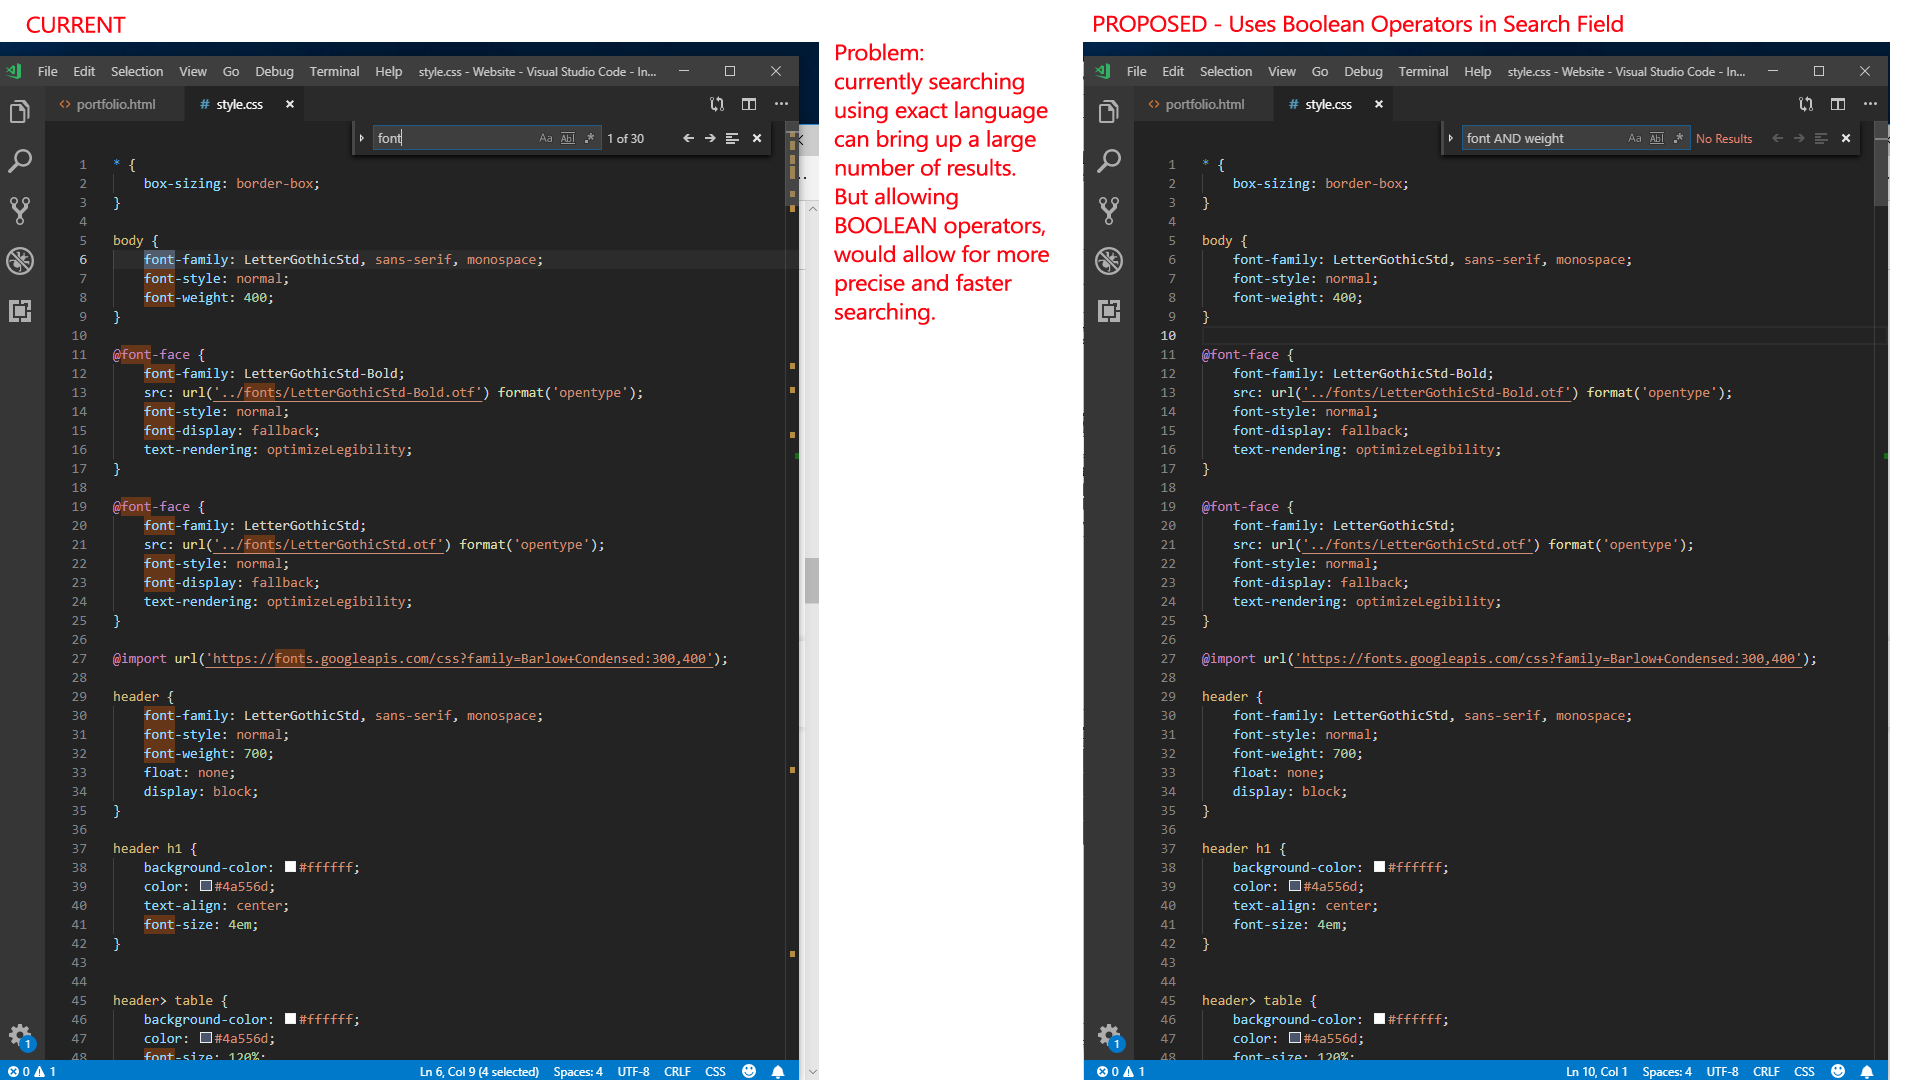 CURRENT
File Edit Selection View Go Debug Terminal Help style.css - Website - Visual Studio Code - In...
portfolio.html # style.css
font Aa Abl .* 1 of 30
1 * {
2 box-sizing: border-box;
3 }
4
5 body {
6 font-family: LetterGothicStd, sans-serif, monospace;
7 font-style: normal;
8 font-weight: 400;
9 }
10
11 @font-face {
12 font-family: LetterGothicStd-Bold;
13 src: url('../fonts/LetterGothicStd-Bold.otf') format('opentype');
14 font-style: normal;
15 font-display: fallback;
16 text-rendering: optimizeLegibility;
17 }
18
19 @font-face {
20 font-family: LetterGothicStd;
21 src: url('../fonts/LetterGothicStd.otf') format('opentype');
22 font-style: normal;
23 font-display: fallback;
24 text-rendering: optimizeLegibility;
25 }
26
27 @import url('https://fonts.googleapis.com/css?family=Barlow+Condensed:300,400');
28
29 header {
30 font-family: LetterGothicStd, sans-serif, monospace;
31 font-style: normal;
32 font-weight: 700;
33 float: none;
34 display: block;
35 }
36
37 header h1 {
38 background-color: #ffffff;
39 color: #4a556d;
40 text-align: center;
41 font-size: 4em;
42 }
43
44
45 header> table {
46 background-color: #ffffff;
47 color: #4a556d;
48 font-size: 120%;
1
0 1 Ln 6, Col 9 (4 selected) Spaces: 4 UTF-8 CRLF CSS
Problem:
currently searching
using exact language
can bring up a large
number of results.
But allowing
BOOLEAN operators,
would allow for more
precise and faster
searching.
PROPOSED - Uses Boolean Operators in Search Field
File Edit Selection View Go Debug Terminal Help style.css - Website - Visual Studio Code - In...
portfolio.html # style.css
font AND weight Aa Abl .* No Results
1 * {
2 box-sizing: border-box;
3 }
4
5 body {
6 font-family: LetterGothicStd, sans-serif, monospace;
7 font-style: normal;
8 font-weight: 400;
9 }
10
11 @font-face {
12 font-family: LetterGothicStd-Bold;
13 src: url('../fonts/LetterGothicStd-Bold.otf') format('opentype');
14 font-style: normal;
15 font-display: fallback;
16 text-rendering: optimizeLegibility;
17 }
18
19 @font-face {
20 font-family: LetterGothicStd;
21 src: url('../fonts/LetterGothicStd.otf') format('opentype');
22 font-style: normal;
23 font-display: fallback;
24 text-rendering: optimizeLegibility;
25 }
26
27 @import url('https://fonts.googleapis.com/css?family=Barlow+Condensed:300,400');
28
29 header {
30 font-family: LetterGothicStd, sans-serif, monospace;
31 font-style: normal;
32 font-weight: 700;
33 float: none;
34 display: block;
35 }
36
37 header h1 {
38 background-color: #ffffff;
39 color: #4a556d;
40 text-align: center;
41 font-size: 4em;
42 }
43
44
45 header> table {
46 background-color: #ffffff;
47 color: #4a556d;
48 font-size: 120%;
1
0 1 Ln 10, Col 1 Spaces: 4 UTF-8 CRLF CSS